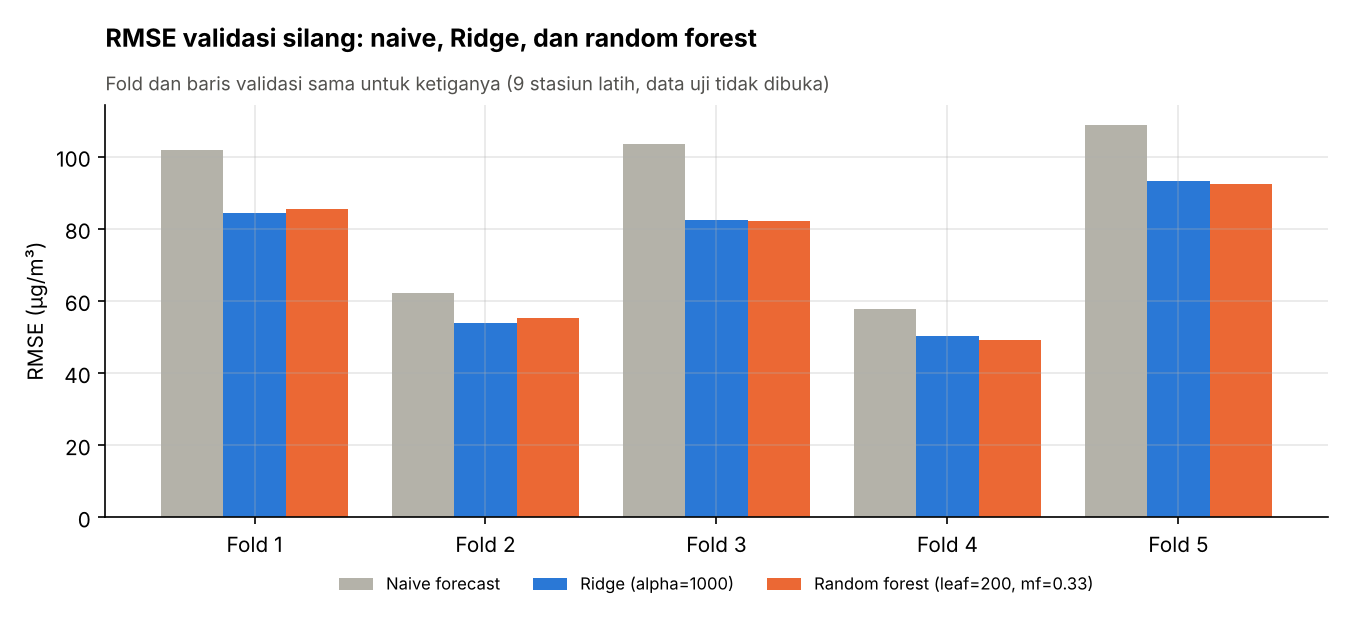 RMSE validasi silang: naive, Ridge, dan random forest
Fold dan baris validasi sama untuk ketiganya (9 stasiun latih, data uji tidak dibuka)
RMSE (µg/m³)
100
80
60
40
20
0
Fold 1
Fold 2
Fold 3
Fold 4
Fold 5
Naive forecast
Ridge (alpha=1000)
Random forest (leaf=200, mf=0.33)